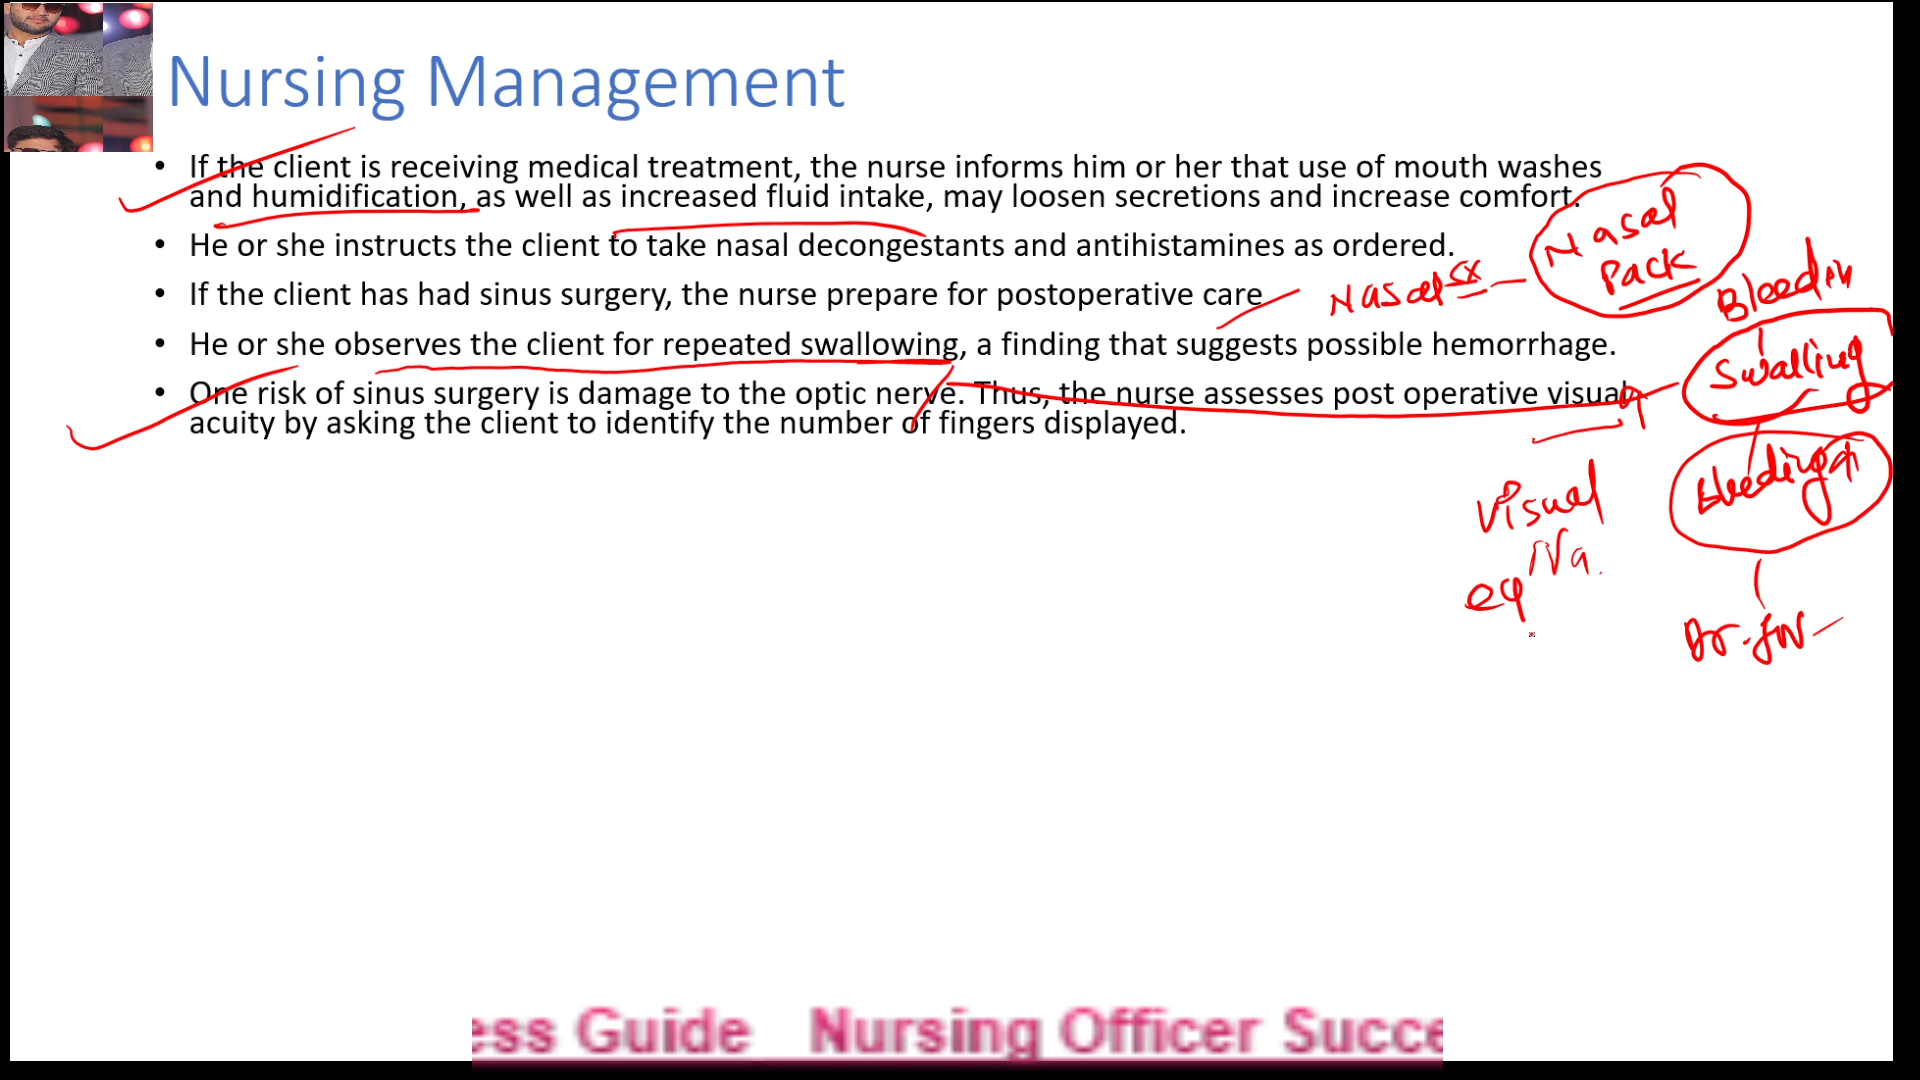 Nursing Management
• If the client is receiving medical treatment, the nurse informs him or her that use of mouth washes
and humidification, as well as increased fluid intake, may loosen secretions and increase comfort.
• He or she instructs the client to take nasal decongestants and antihistamines as ordered.
• If the client has had sinus surgery, the nurse prepare for postoperative care
• He or she observes the client for repeated swallowing, a finding that suggests possible hemorrhage.
• One risk of sinus surgery is damage to the optic nerve. Thus, the nurse assesses post operative visual
acuity by asking the client to identify the number of fingers displayed.
Nasal
Pack
Nasal Sx
Bleedin
Swalling
Visual
ess Guide Nursing Officer Succe